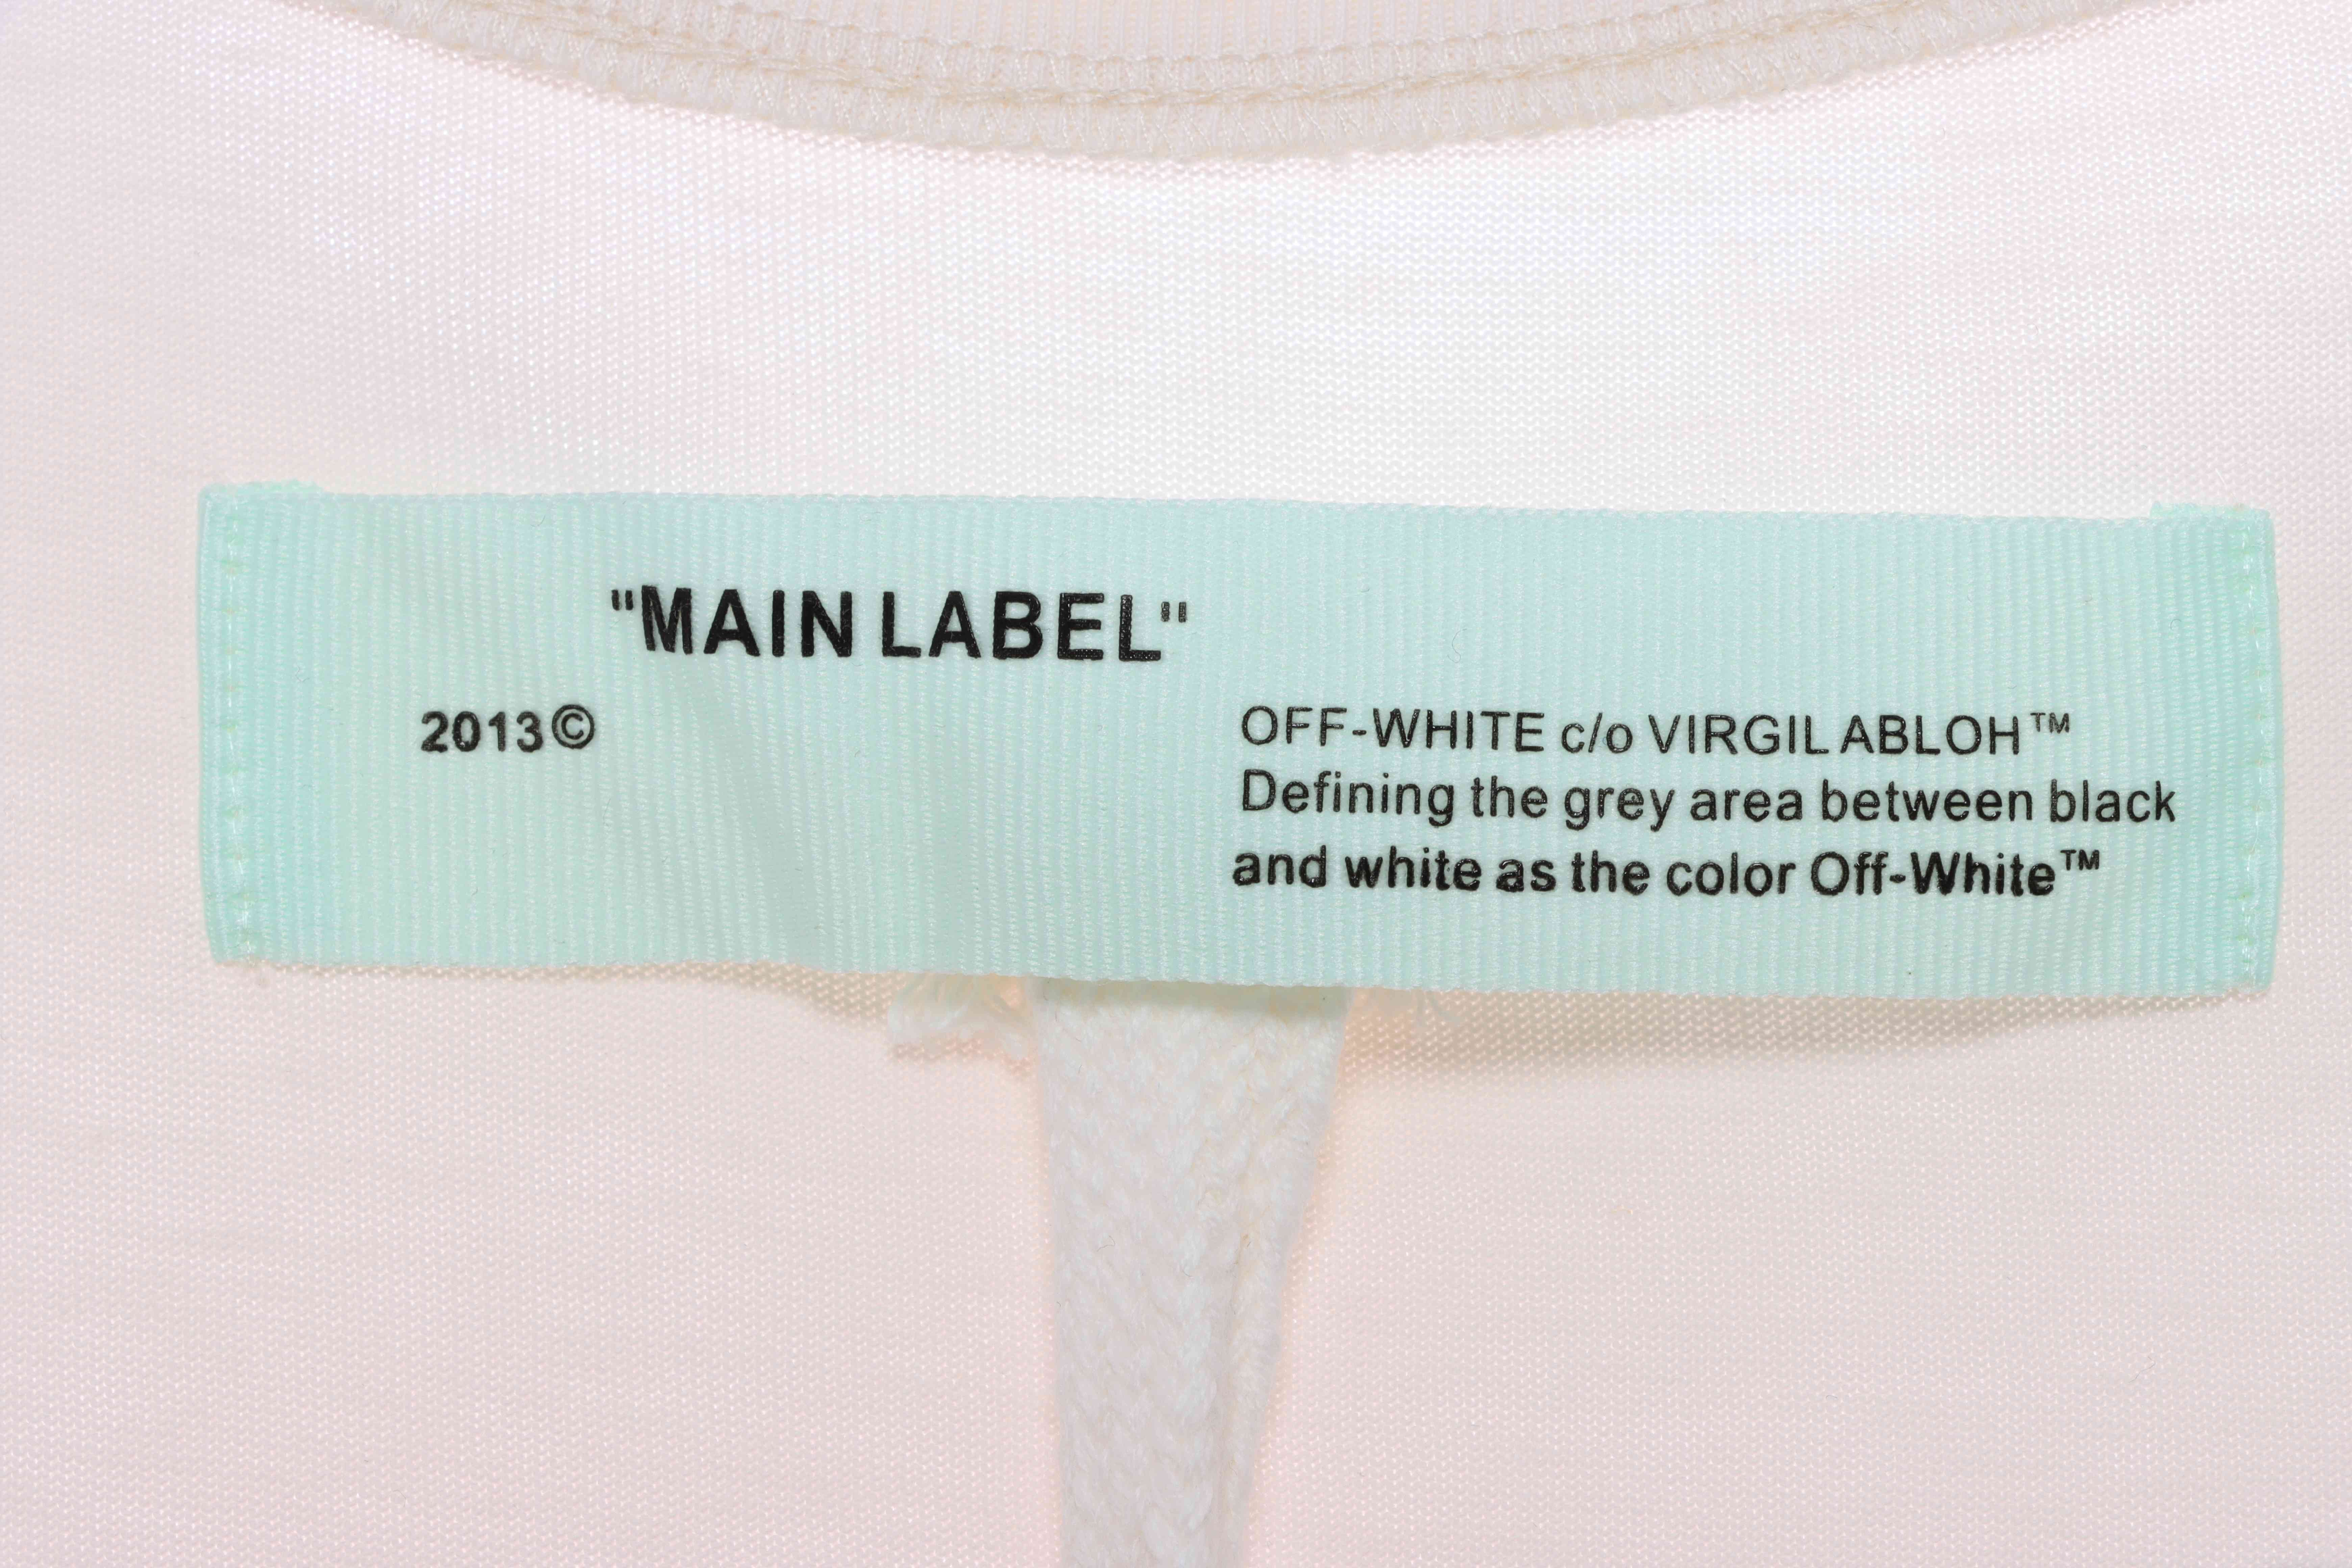 "MAIN LABEL"
2013©
OFF-WHITE c/o VIRGIL ABLOH™
Defining the grey area between black
and white as the color Off-White™